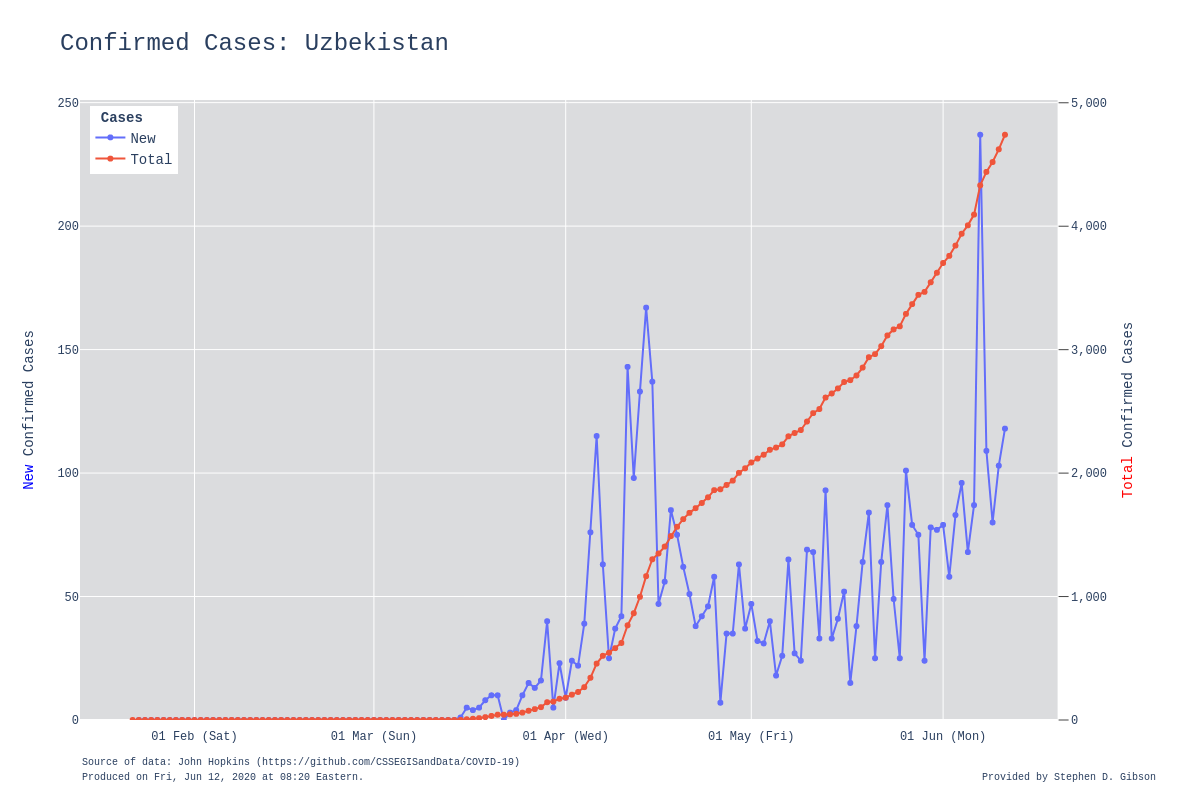 Confirmed Cases: Uzbekistan
Cases
New
Total
250
200
150
100
50
0
5,000
4,000
3,000
2,000
1,000
0
New Confirmed Cases
Total Confirmed Cases
01 Feb (Sat)
01 Mar (Sun)
01 Apr (Wed)
01 May (Fri)
01 Jun (Mon)
Source of data: John Hopkins (https://github.com/CSSEGISandData/COVID-19)
Produced on Fri, Jun 12, 2020 at 08:20 Eastern.
Provided by Stephen D. Gibson